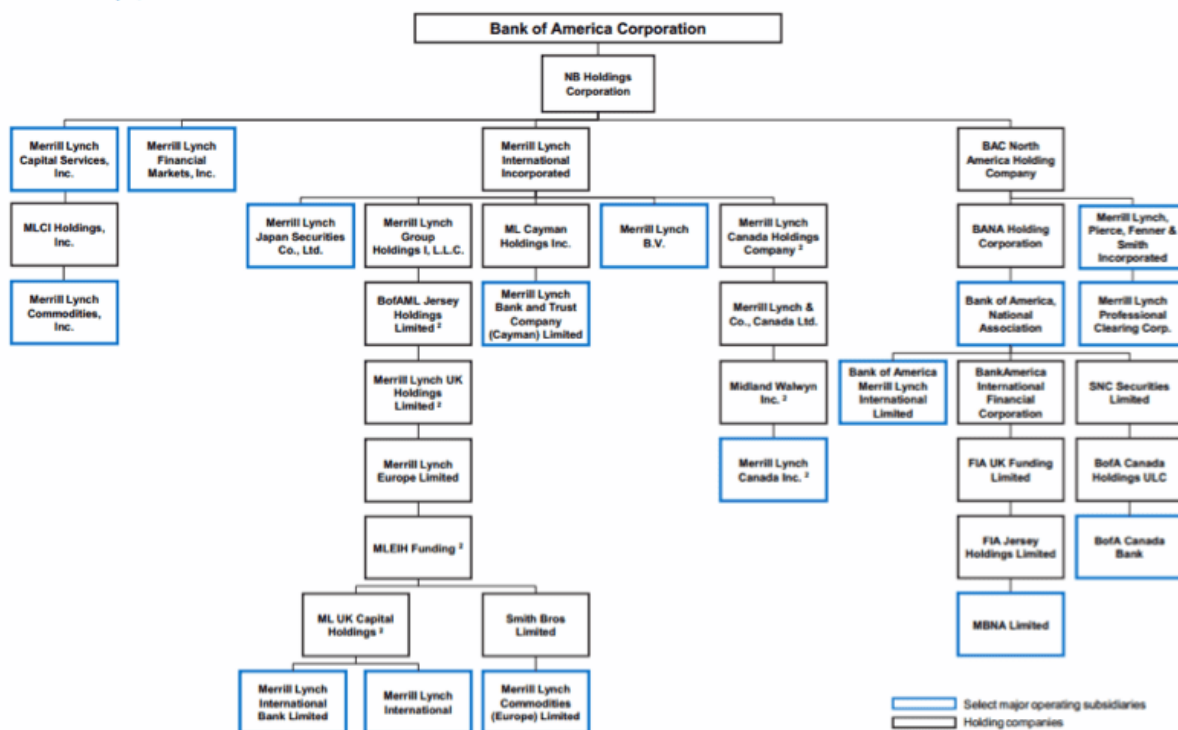 Bank of America Corporation
NB Holdings
Corporation
Merrill Lynch
Capital Services,
Inc.
Merrill Lynch
Financial
Markets, Inc.
Merrill Lynch
International
Incorporated
BAC North
America Holding
Company
MLCI Holdings,
Inc.
Merrill Lynch
Japan Securities
Co., Ltd.
Merrill Lynch
Group
Holdings I, L.L.C.
ML Cayman
Holdings Inc.
Merrill Lynch
B.V.
Merrill Lynch
Canada Holdings
Company ²
BANA Holding
Corporation
Merrill Lynch,
Pierce, Fenner &
Smith
Incorporated
Merrill Lynch
Commodities,
Inc.
BofAML Jersey
Holdings
Limited ²
Merrill Lynch
Bank and Trust
Company
(Cayman) Limited
Merrill Lynch &
Co., Canada Ltd.
Bank of America,
National
Association
Merrill Lynch
Professional
Clearing Corp.
Merrill Lynch UK
Holdings
Limited ²
Midland Walwyn
Inc. ²
Bank of America
Merrill Lynch
International
Limited
BankAmerica
International
Financial
Corporation
SNC Securities
Limited
Merrill Lynch
Europe Limited
Merrill Lynch
Canada Inc. ²
FIA UK Funding
Limited
BofA Canada
Holdings ULC
MLEIH Funding ²
FIA Jersey
Holdings Limited
BofA Canada
Bank
ML UK Capital
Holdings ²
Smith Bros
Limited
MBNA Limited
Merrill Lynch
International
Bank Limited
Merrill Lynch
International
Merrill Lynch
Commodities
(Europe) Limited
Select major operating subsidiaries
Holding companies